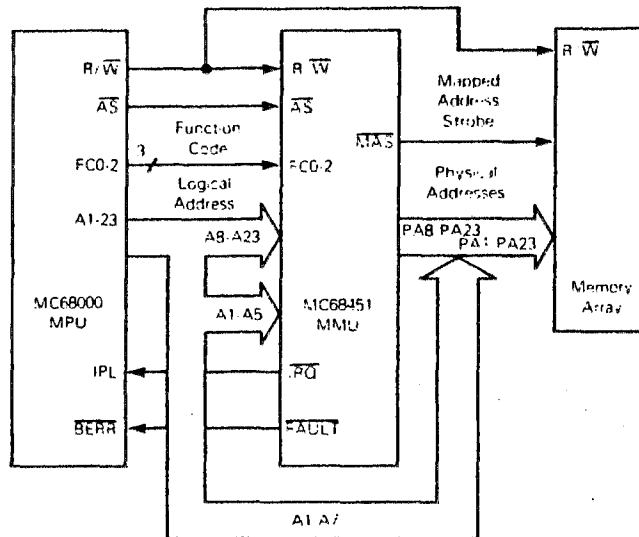 R/W
R W
R W
AS
AS
Mapped
Address
Strobe
3
Function
Code
MAS
FC0-2
FC0-2
Physical
Addresses
Logical
Address
A1-23
A8-A23
PA8 PA23
PA1 PA23
MC68000
MPU
A1-A5
MC68451
MMU
Memory
Array
IPL
IRQ
BERR
FAULT
A1 A7